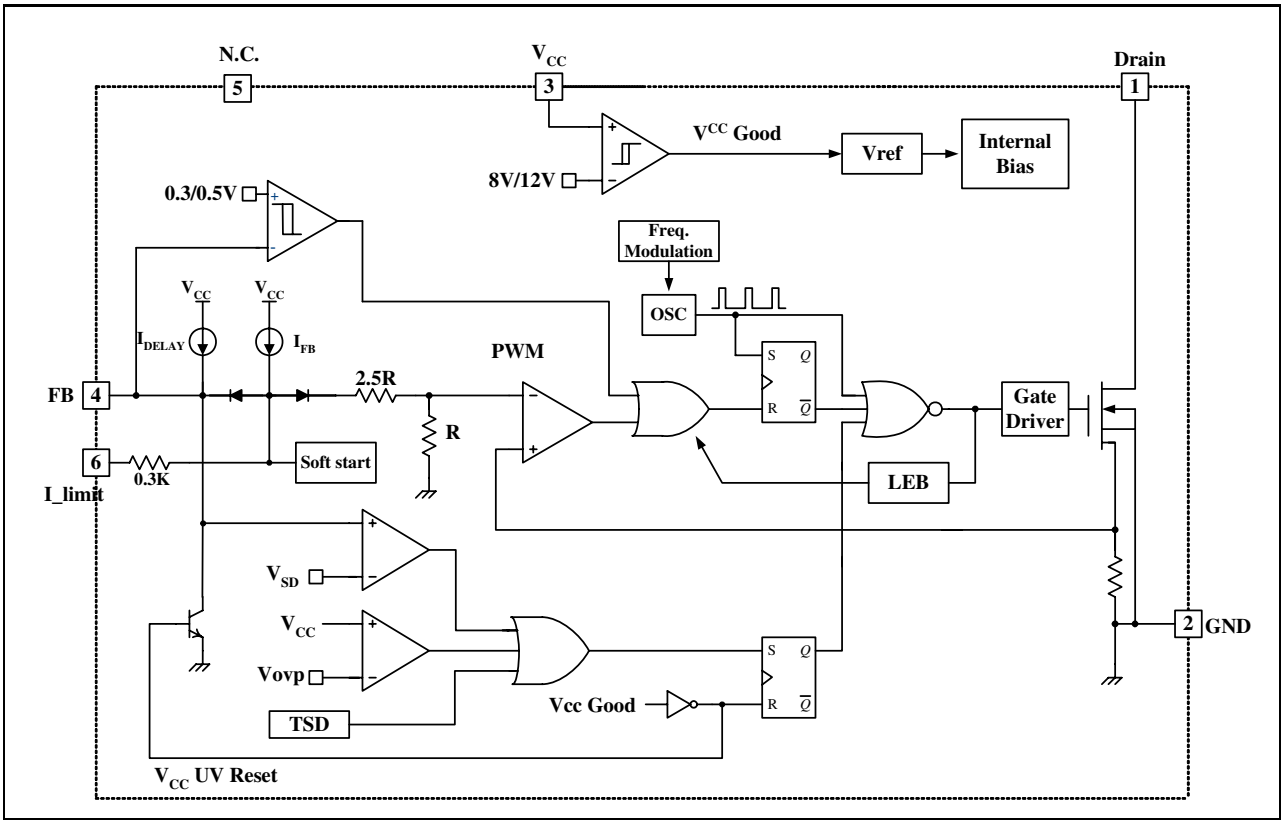 N.C.
5
V_CC
3
Drain
1
+
-
V^CC Good
Vref
Internal
Bias
8V/12V
0.3/0.5V
+
-
Freq.
Modulation
OSC
V_CC
V_CC
I_DELAY
I_FB
PWM
FB
4
2.5R
R
-
+
S
Q
R
Q̅
Gate
Driver
6
I_limit
0.3K
Soft start
LEB
+
-
V_SD
V_CC
+
-
Vovp
TSD
Vcc Good
S
Q
R
Q̅
2
GND
V_CC UV Reset